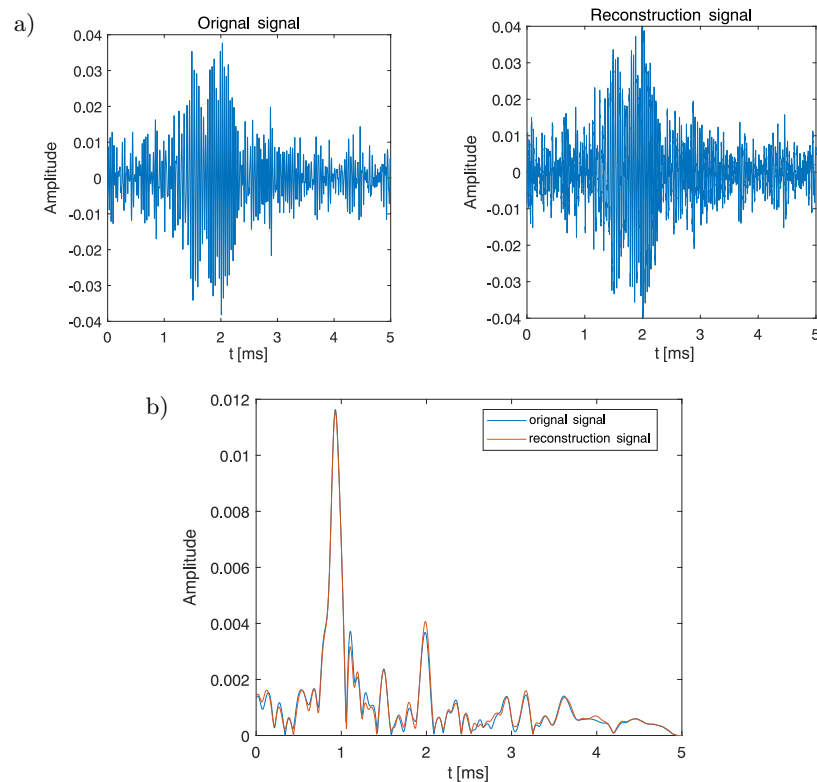 a)
Orignal signal
0.04
0.03
0.02
0.01
0
-0.01
-0.02
-0.03
-0.04
Amplitude
0 1 2 3 4 5
t [ms]
Reconstruction signal
0.04
0.03
0.02
0.01
0
-0.01
-0.02
-0.03
-0.04
Amplitude
0 1 2 3 4 5
t [ms]
b)
0.012
0.01
0.008
0.006
0.004
0.002
0
Amplitude
orignal signal
reconstruction signal
0 1 2 3 4 5
t [ms]